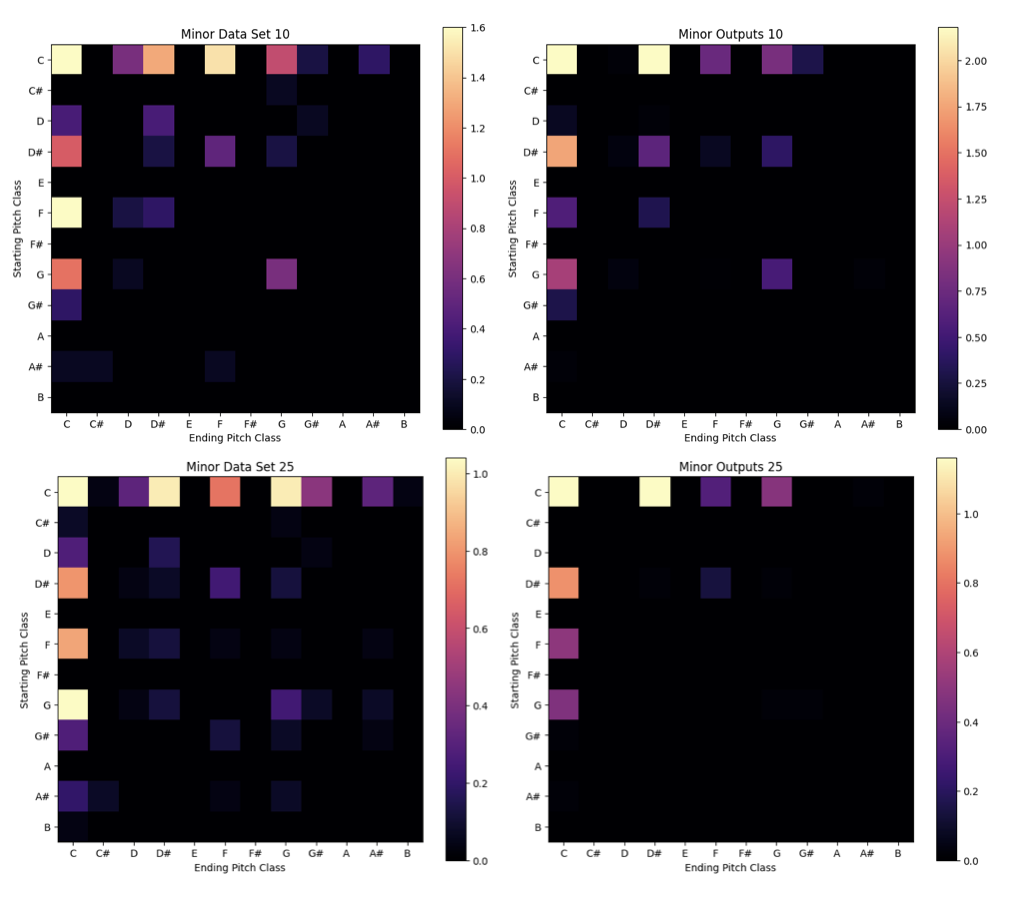 Minor Data Set 10
Starting Pitch Class
C
C#
D
D#
E
F
F#
G
G#
A
A#
B
C C# D D# E F F# G G# A A# B
Ending Pitch Class
1.6
1.4
1.2
1.0
0.8
0.6
0.4
0.2
0.0
Minor Outputs 10
Starting Pitch Class
C
C#
D
D#
E
F
F#
G
G#
A
A#
B
C C# D D# E F F# G G# A A# B
Ending Pitch Class
2.00
1.75
1.50
1.25
1.00
0.75
0.50
0.25
0.00
Minor Data Set 25
Starting Pitch Class
C
C#
D
D#
E
F
F#
G
G#
A
A#
B
C C# D D# E F F# G G# A A# B
Ending Pitch Class
1.0
0.8
0.6
0.4
0.2
0.0
Minor Outputs 25
Starting Pitch Class
C
C#
D
D#
E
F
F#
G
G#
A
A#
B
C C# D D# E F F# G G# A A# B
Ending Pitch Class
1.0
0.8
0.6
0.4
0.2
0.0